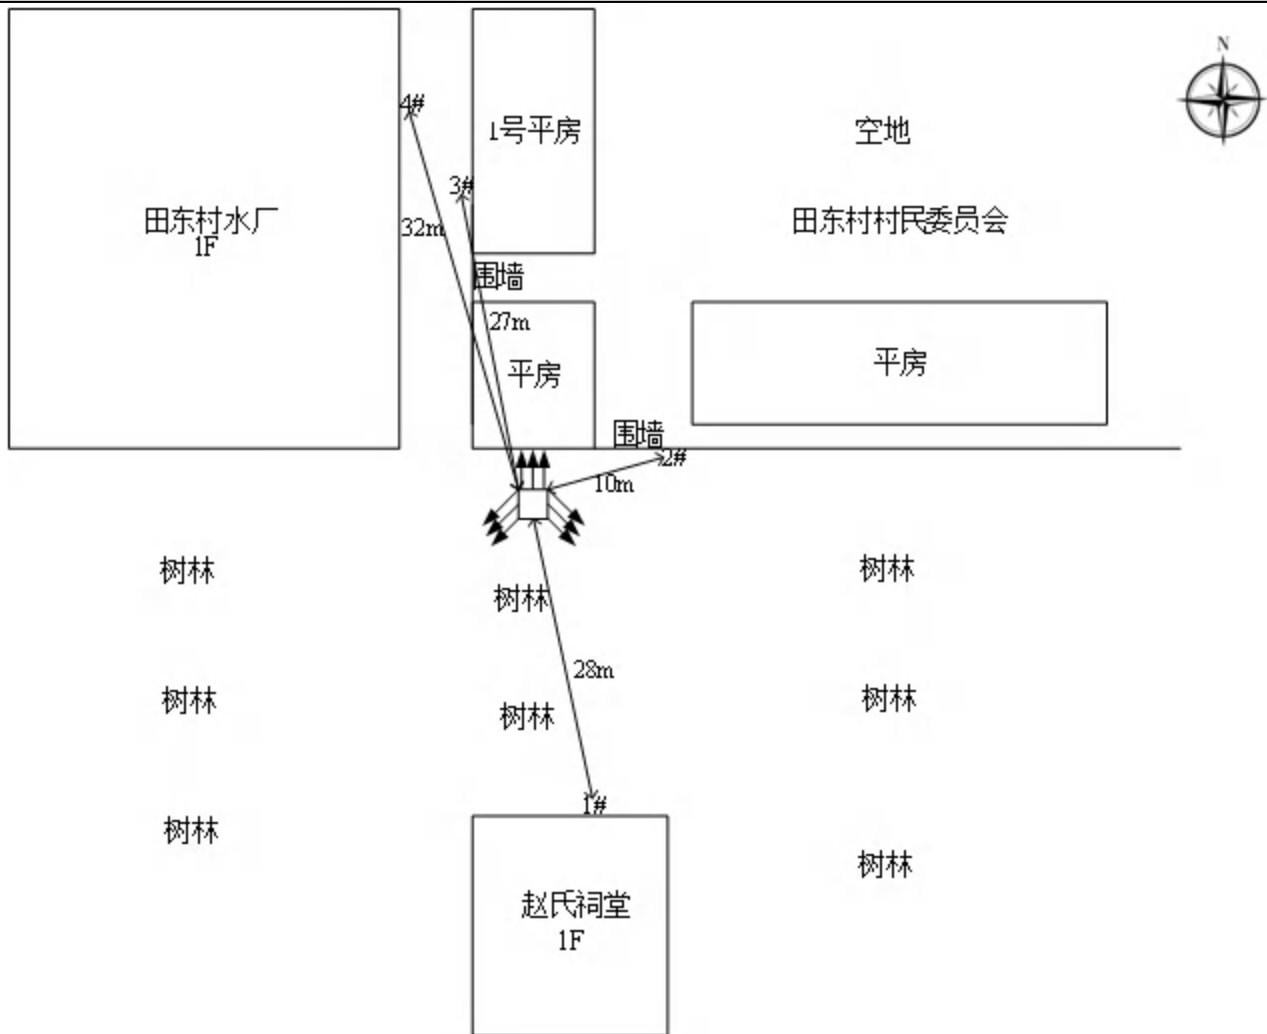 N
4#
1号平房
空地
3#
田东村水厂
1F
32m
田东村村民委员会
围墙
27m
平房
平房
围墙
2#
10m
树林
树林
树林
28m
树林
树林
树林
1#
树林
树林
赵氏祠堂
1F